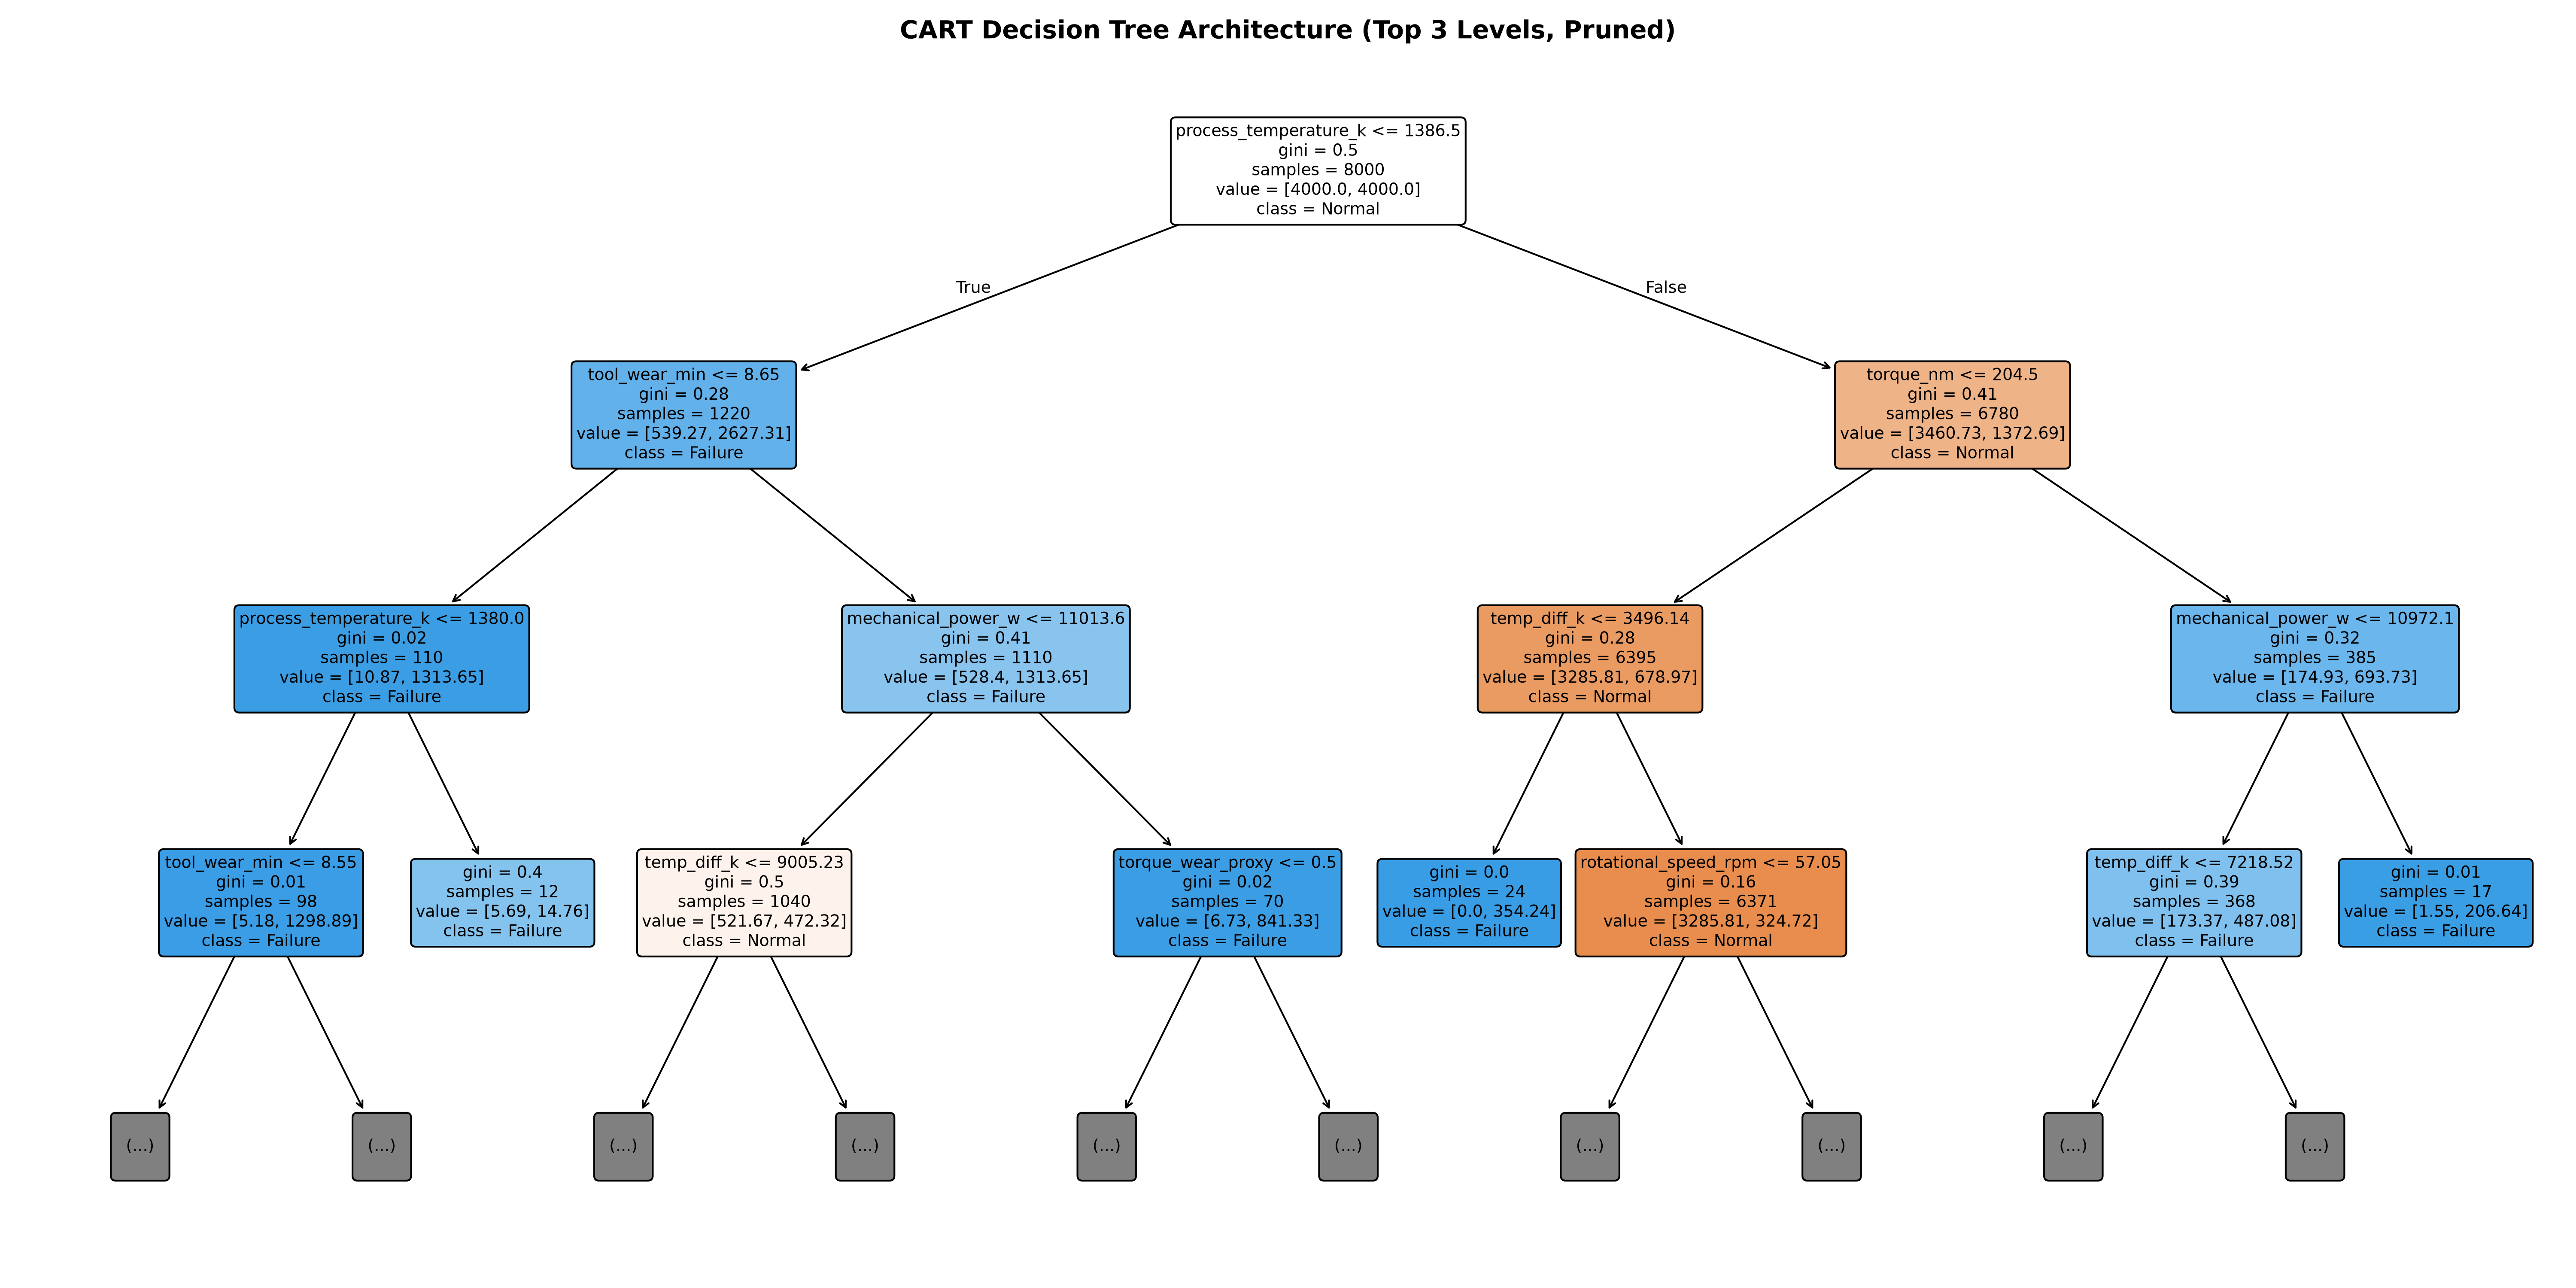 CART Decision Tree Architecture (Top 3 Levels, Pruned)
process_temperature_k <= 1386.5
gini = 0.5
samples = 8000
value = [4000.0, 4000.0]
class = Normal
True
False
tool_wear_min <= 8.65
gini = 0.28
samples = 1220
value = [539.27, 2627.31]
class = Failure
torque_nm <= 204.5
gini = 0.41
samples = 6780
value = [3460.73, 1372.69]
class = Normal
process_temperature_k <= 1380.0
gini = 0.02
samples = 110
value = [10.87, 1313.65]
class = Failure
mechanical_power_w <= 11013.6
gini = 0.41
samples = 1110
value = [528.4, 1313.65]
class = Failure
temp_diff_k <= 3496.14
gini = 0.28
samples = 6395
value = [3285.81, 678.97]
class = Normal
mechanical_power_w <= 10972.1
gini = 0.32
samples = 385
value = [174.93, 693.73]
class = Failure
tool_wear_min <= 8.55
gini = 0.01
samples = 98
value = [5.18, 1298.89]
class = Failure
gini = 0.4
samples = 12
value = [5.69, 14.76]
class = Failure
temp_diff_k <= 9005.23
gini = 0.5
samples = 1040
value = [521.67, 472.32]
class = Normal
torque_wear_proxy <= 0.5
gini = 0.02
samples = 70
value = [6.73, 841.33]
class = Failure
gini = 0.0
samples = 24
value = [0.0, 354.24]
class = Failure
rotational_speed_rpm <= 57.05
gini = 0.16
samples = 6371
value = [3285.81, 324.72]
class = Normal
temp_diff_k <= 7218.52
gini = 0.39
samples = 368
value = [173.37, 487.08]
class = Failure
gini = 0.01
samples = 17
value = [1.55, 206.64]
class = Failure
(...)
(...)
(...)
(...)
(...)
(...)
(...)
(...)
(...)
(...)